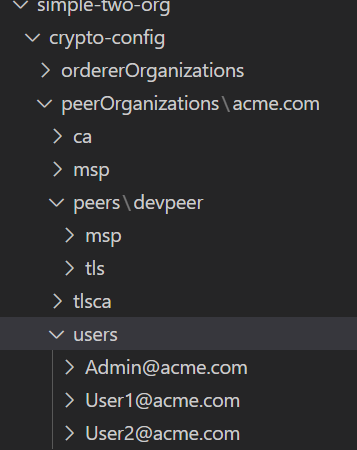 simple-two-org
crypto-config
ordererOrganizations
peerOrganizations\acme.com
ca
msp
peers\devpeer
msp
tls
tlsca
users
Admin@acme.com
User1@acme.com
User2@acme.com